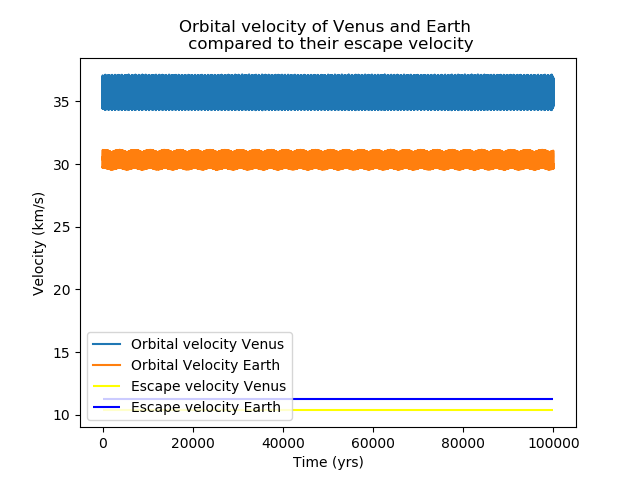 Orbital velocity of Venus and Earth
compared to their escape velocity
Velocity (km/s)
35
30
25
20
15
10
Orbital velocity Venus
Orbital Velocity Earth
Escape velocity Venus
Escape velocity Earth
0 20000 40000 60000 80000 100000
Time (yrs)